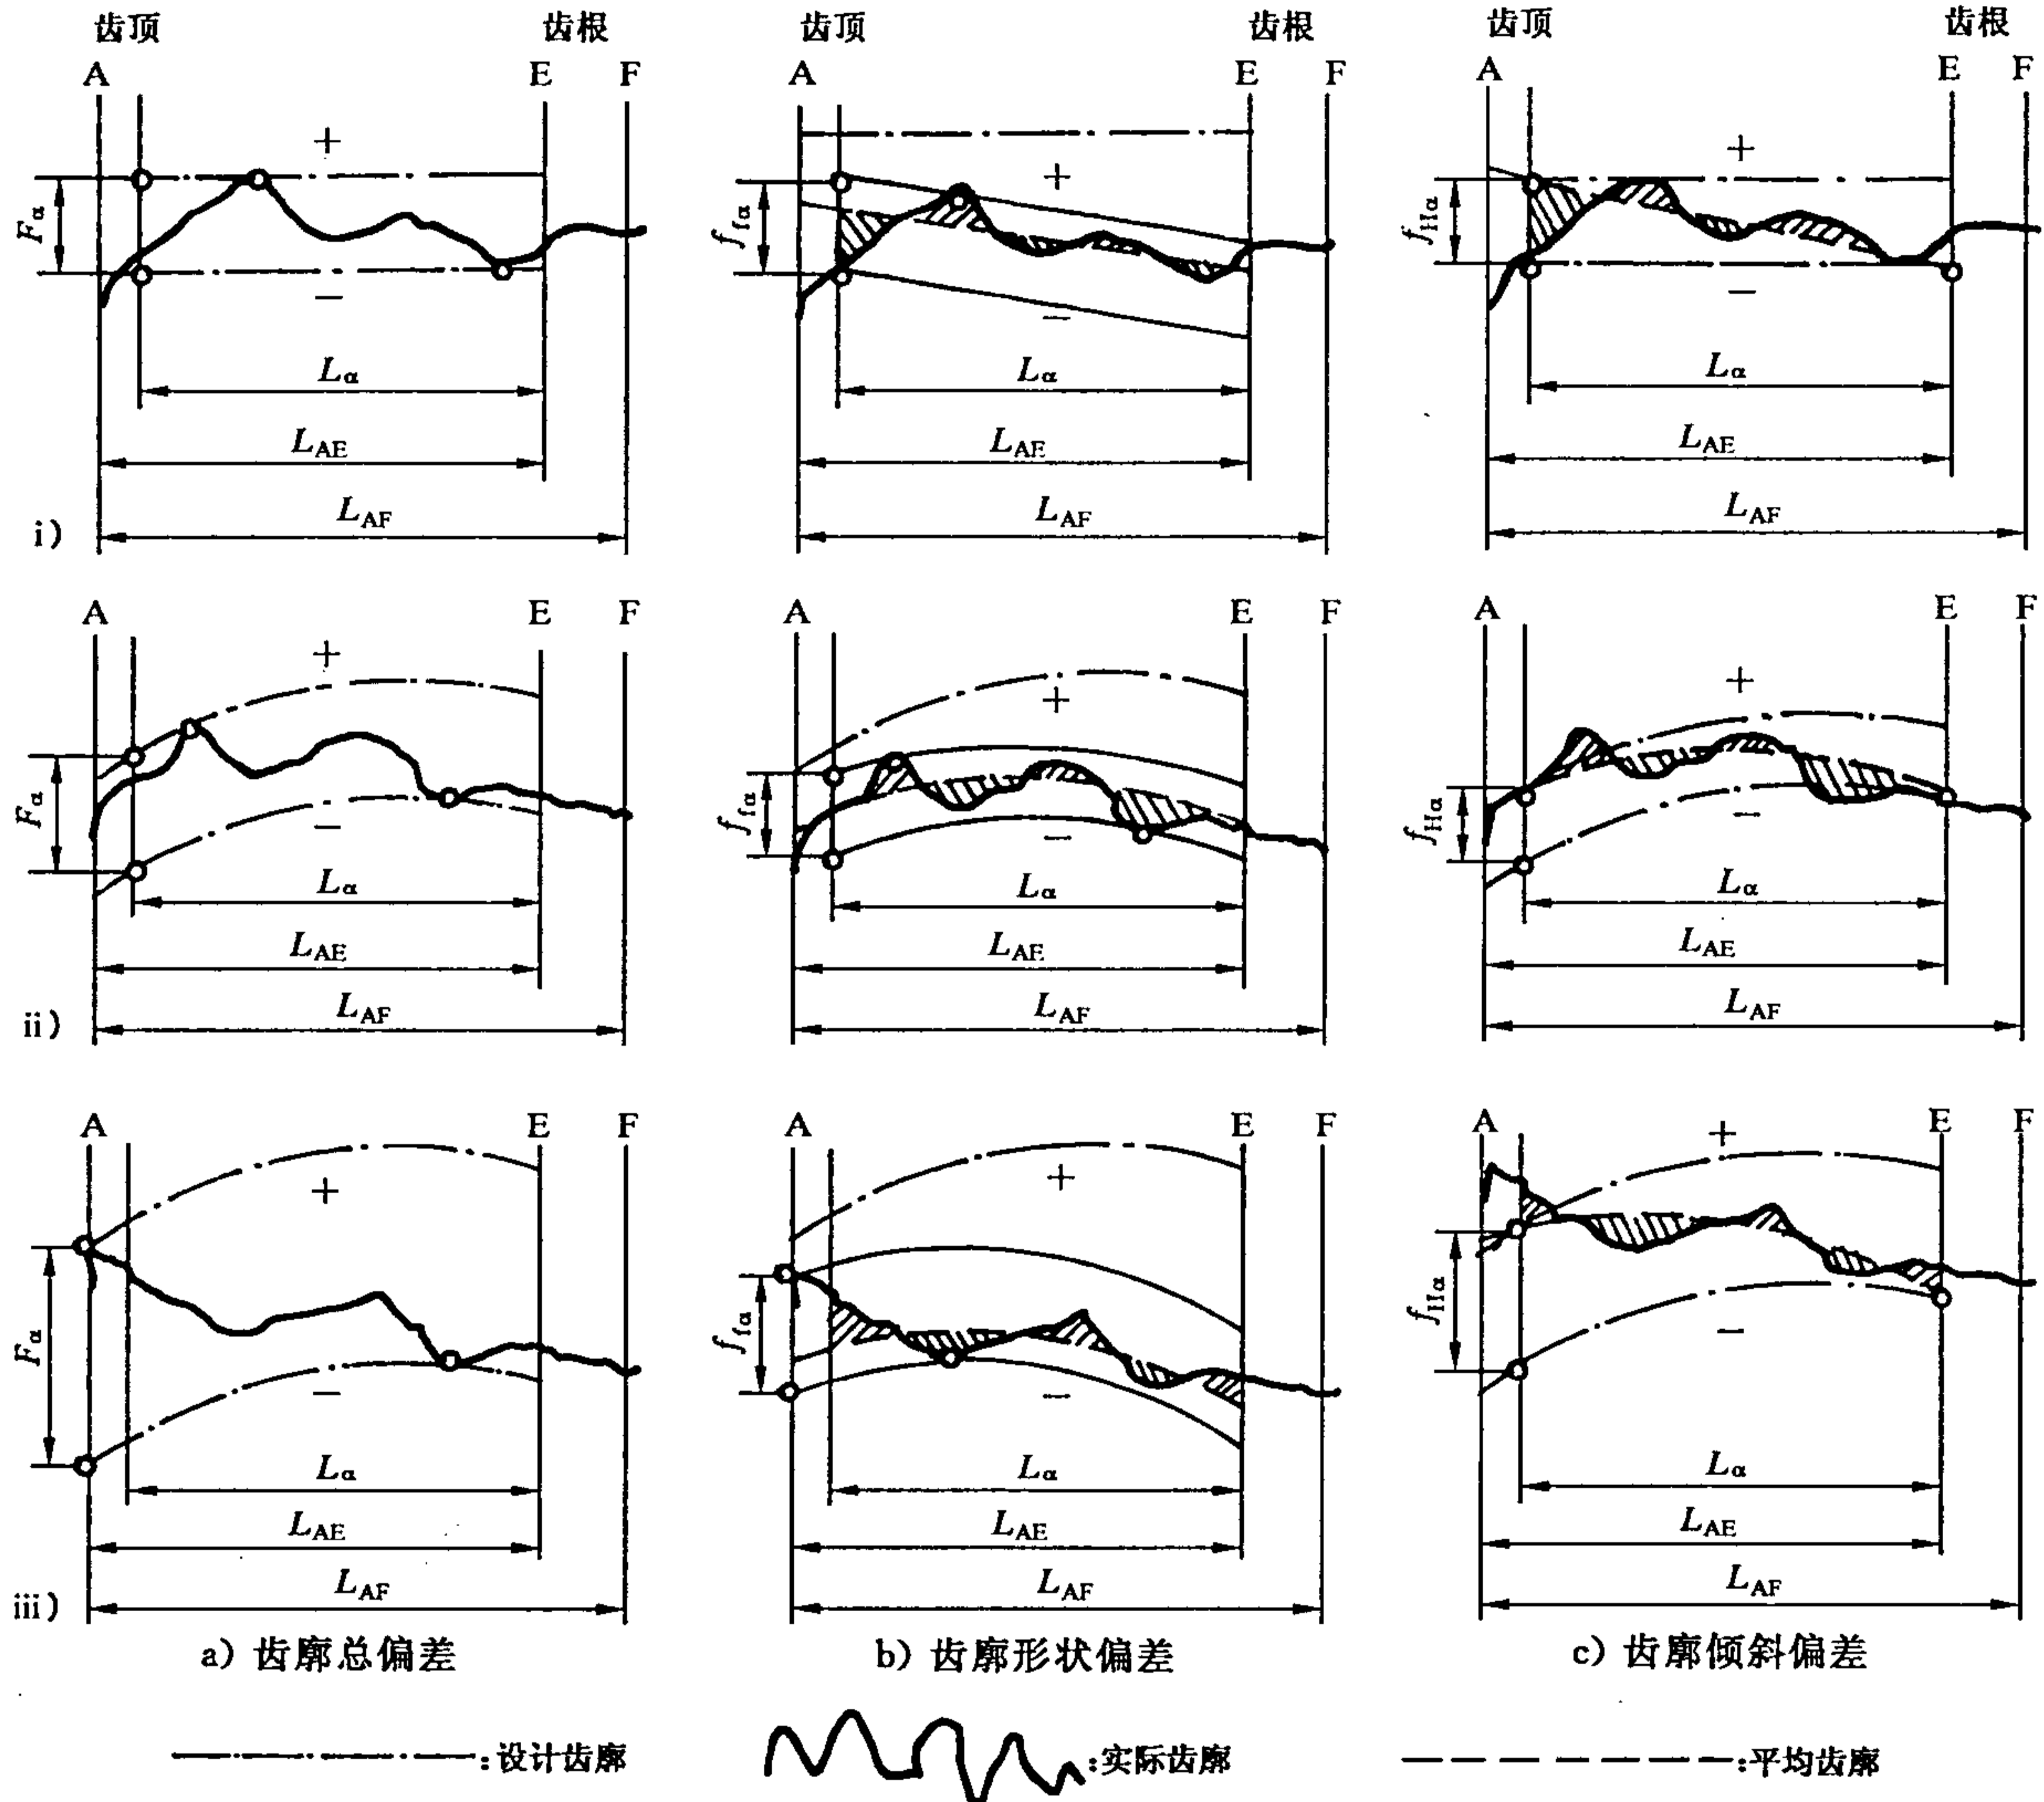 齿顶 齿根 齿顶 齿根 齿顶 齿根
A E F A E F A E F
+ + +
Fα ffα fHα
− − −
Lα Lα Lα
LAE LAE LAE
i) LAF LAF LAF
A E F A E F A E F
+ + +
Fα ffα fHα
− − −
Lα Lα Lα
LAE LAE LAE
ii) LAF LAF LAF
A E F A E F A E F
+ + +
Fα ffα fHα
− − −
Lα Lα Lα
LAE LAE LAE
iii) LAF LAF LAF
a) 齿廓总偏差 b) 齿廓形状偏差 c) 齿廓倾斜偏差
:设计齿廓 :实际齿廓 :平均齿廓